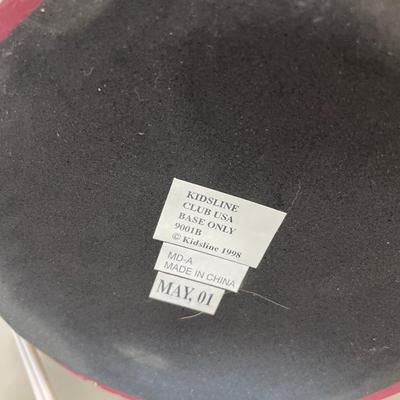 KIDSLINE
CLUB USA
BASE ONLY
9001B
© Kidsline 1998
MD-A
MADE IN CHINA
MAY, 01